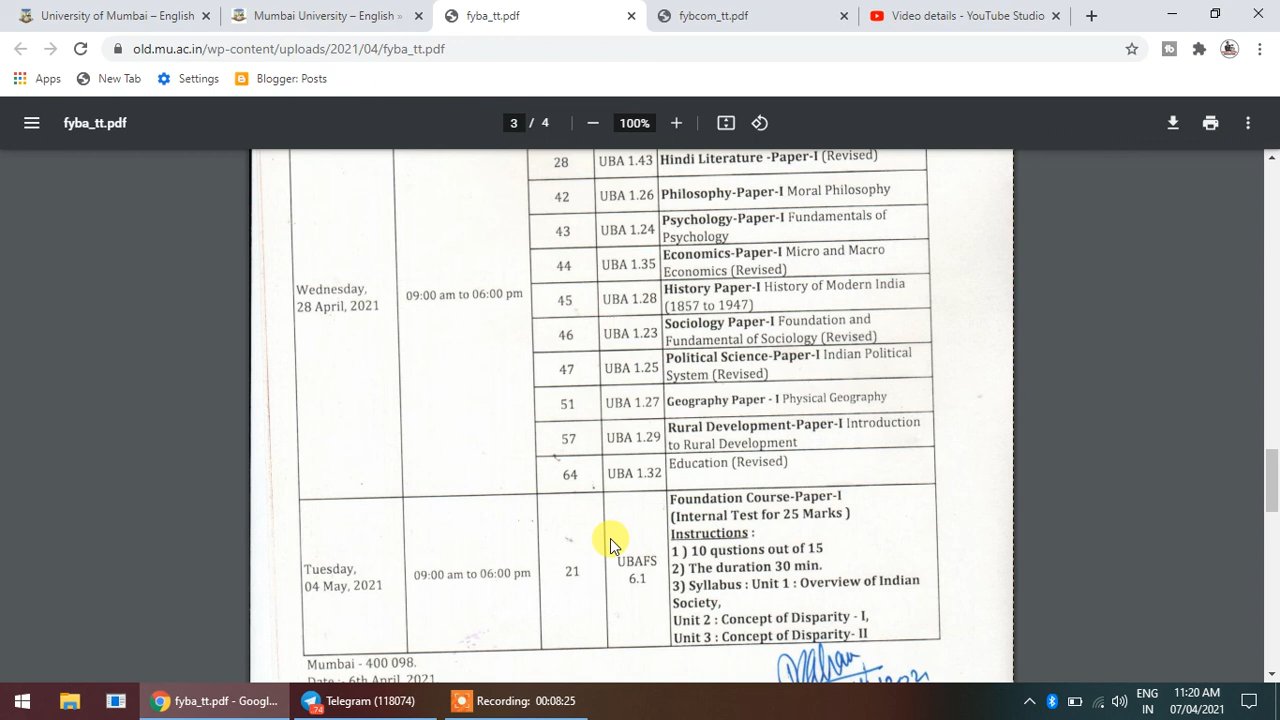 University of Mumbai – English
Mumbai University – English »
fyba_tt.pdf
fybcom_tt.pdf
Video details - YouTube Studio
old.mu.ac.in/wp-content/uploads/2021/04/fyba_tt.pdf
Apps
New Tab
Settings
Blogger: Posts
fyba_tt.pdf
3 / 4
100%
28 UBA 1.43 Hindi Literature -Paper-I (Revised)
42 UBA 1.26 Philosophy-Paper-I Moral Philosophy
43 UBA 1.24 Psychology-Paper-I Fundamentals of
Psychology
44 UBA 1.35 Economics-Paper-I Micro and Macro
Economics (Revised)
Wednesday,
28 April, 2021
09:00 am to 06:00 pm
45 UBA 1.28 History Paper-I History of Modern India
(1857 to 1947)
46 UBA 1.23 Sociology Paper-I Foundation and
Fundamental of Sociology (Revised)
47 UBA 1.25 Political Science-Paper-I Indian Political
System (Revised)
51 UBA 1.27 Geography Paper - I Physical Geography
57 UBA 1.29 Rural Development-Paper-I Introduction
to Rural Development
64 UBA 1.32 Education (Revised)
Tuesday,
04 May, 2021
09:00 am to 06:00 pm
21
UBAFS
6.1
Foundation Course-Paper-I
(Internal Test for 25 Marks )
Instructions :
1 ) 10 qustions out of 15
2) The duration 30 min.
3) Syllabus : Unit 1 : Overview of Indian
Society,
Unit 2 : Concept of Disparity - I,
Unit 3 : Concept of Disparity- II
Mumbai - 400 098.
Date :- 6th April, 2021
fyba_tt.pdf - Googl...
74
Telegram (118074)
Recording: 00:08:25
ENG
IN
11:20 AM
07/04/2021